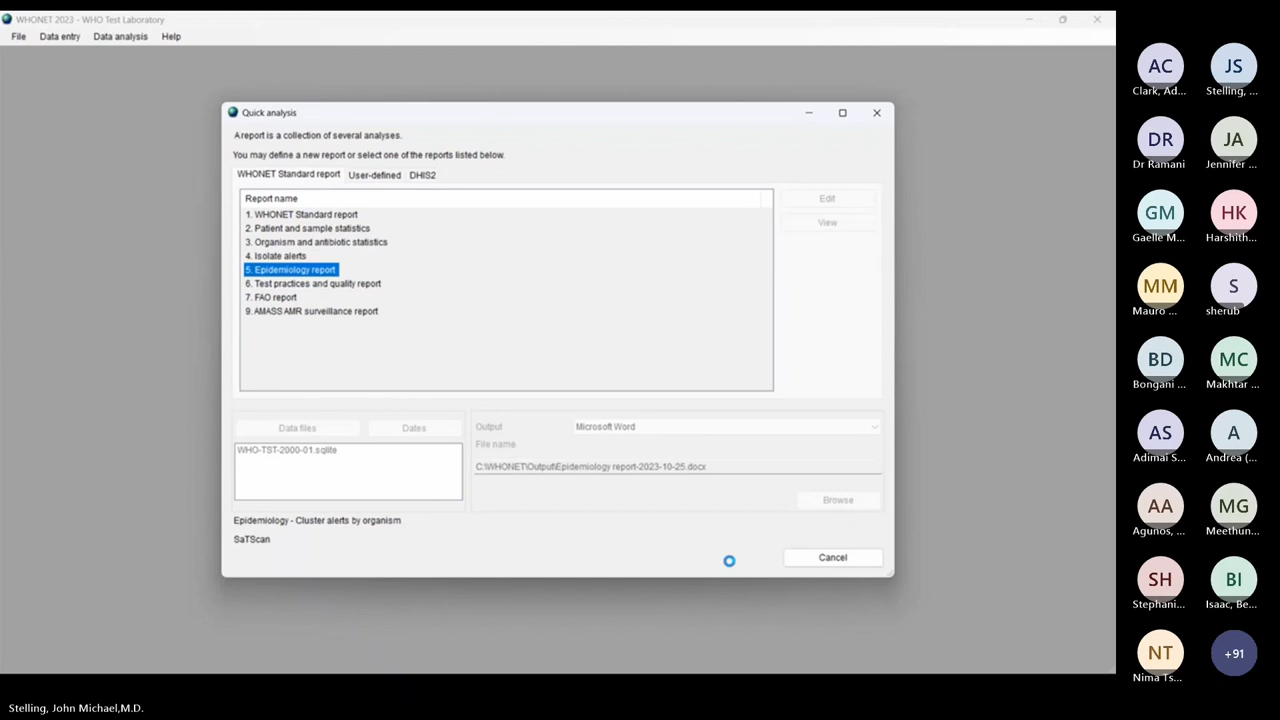 WHONET 2023 - WHO Test Laboratory
File Data entry Data analysis Help
Quick analysis
A report is a collection of several analyses.
You may define a new report or select one of the reports listed below.
WHONET Standard report User-defined DHIS2
Report name
1. WHONET Standard report
2. Patient and sample statistics
3. Organism and antibiotic statistics
4. Isolate alerts
5. Epidemiology report
6. Test practices and quality report
7. FAO report
9. AMASS AMR surveillance report
Edit
View
Data files Dates
WHO-TST-2000-01.sqlite
Output Microsoft Word
File name
C:\WHONET\Output\Epidemiology report-2023-10-25.docx
Browse
Epidemiology - Cluster alerts by organism
SaTScan
Cancel
AC JS
Clark, Ad... Stelling, ...
DR JA
Dr Ramani Jennifer ...
GM HK
Gaelle M... Harshith...
MM S
Mauro ... sherub
BD MC
Bongani ... Makhtar ...
AS A
Adimai S... Andrea (...
AA MG
Agunos, ... Meethun...
SH BI
Stephani... Isaac, Be...
NT +91
Nima Ts...
Stelling, John Michael,M.D.